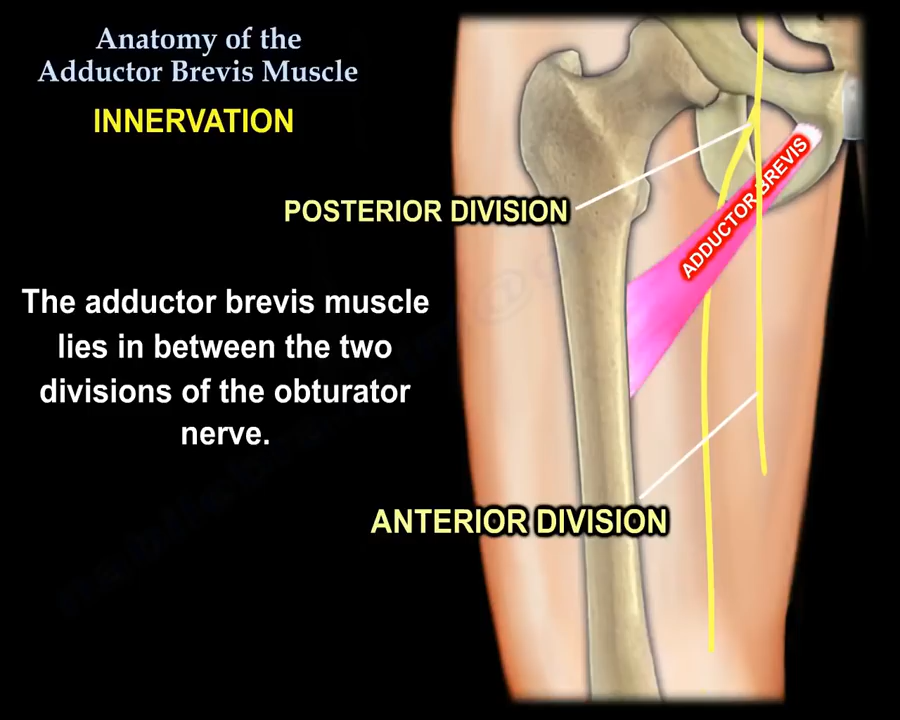 Anatomy of the
Adductor Brevis Muscle
INNERVATION
POSTERIOR DIVISION
ADDUCTOR BREVIS
The adductor brevis muscle
lies in between the two
divisions of the obturator
nerve.
ANTERIOR DIVISION